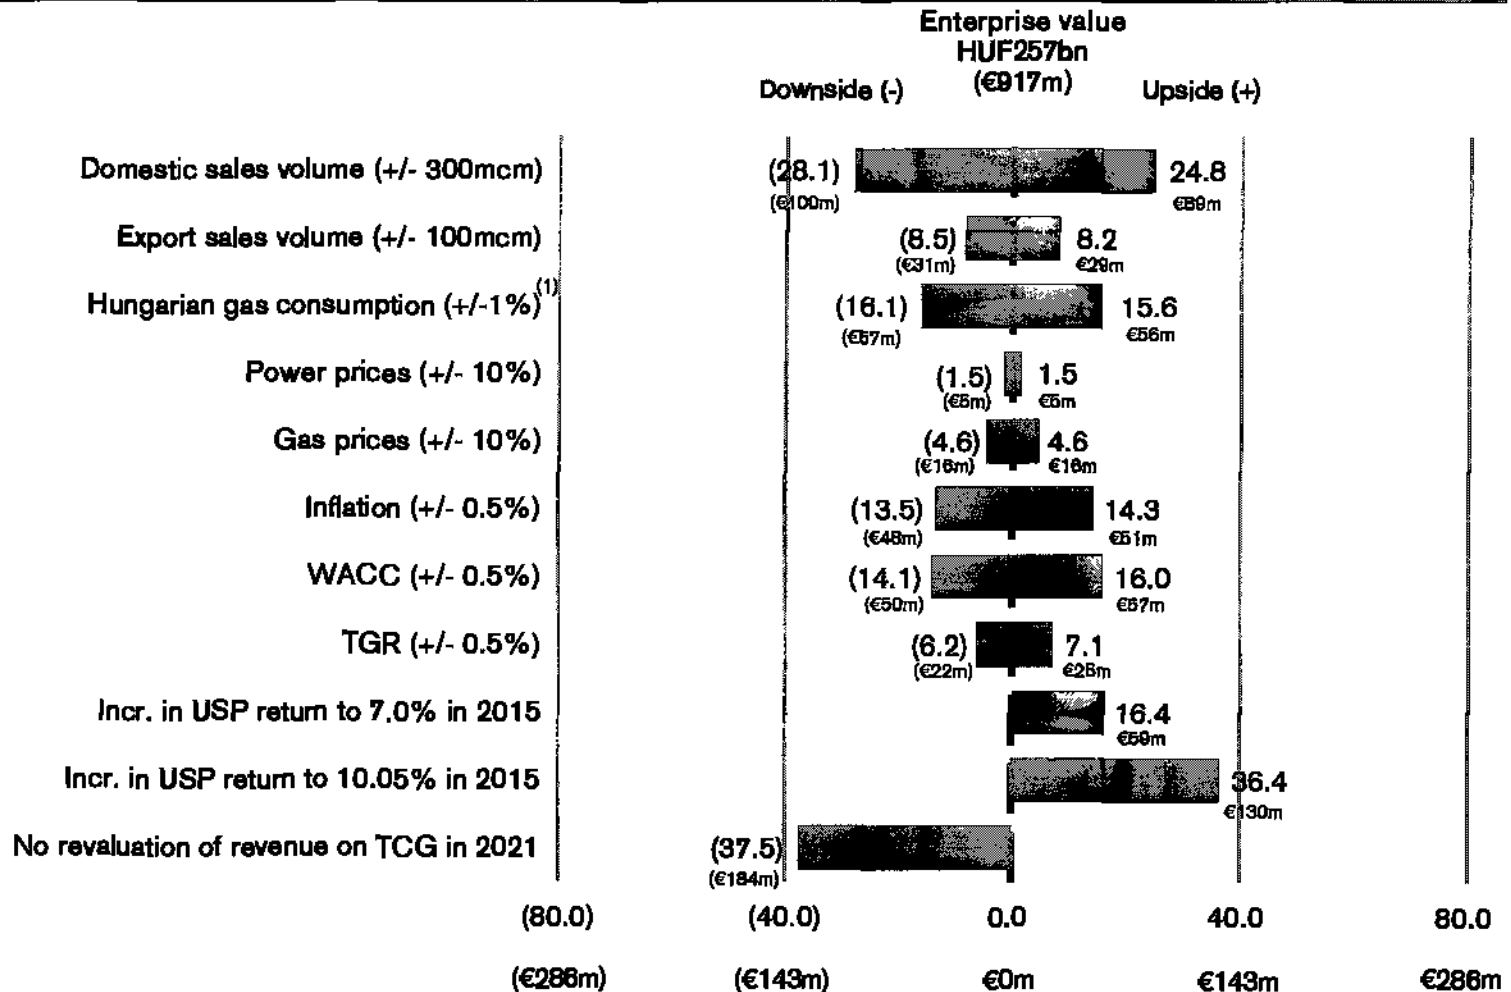 Enterprise value
HUF257bn
(€917m)
Downside (-)
Upside (+)
Domestic sales volume (+/- 300mcm)
(28.1)
24.8
(€100m)
€89m
Export sales volume (+/- 100mcm)
(8.5)
8.2
(€31m)
€29m
Hungarian gas consumption (+/-1%)(1)
(16.1)
15.6
(€57m)
€56m
Power prices (+/- 10%)
(1.5)
1.5
(€5m)
€5m
Gas prices (+/- 10%)
(4.6)
4.6
(€16m)
€16m
Inflation (+/- 0.5%)
(13.5)
14.3
(€48m)
€51m
WACC (+/- 0.5%)
(14.1)
16.0
(€50m)
€57m
TGR (+/- 0.5%)
(6.2)
7.1
(€22m)
Incr. in USP return to 7.0% in 2015
16.4
€59m
Incr. in USP return to 10.05% in 2015
36.4
€130m
No revaluation of revenue on TCG in 2021
(37.5)
(€184m)
(80.0)
(40.0)
0.0
40.0
80.0
(€286m)
(€143m)
€0m
€143m
€286m